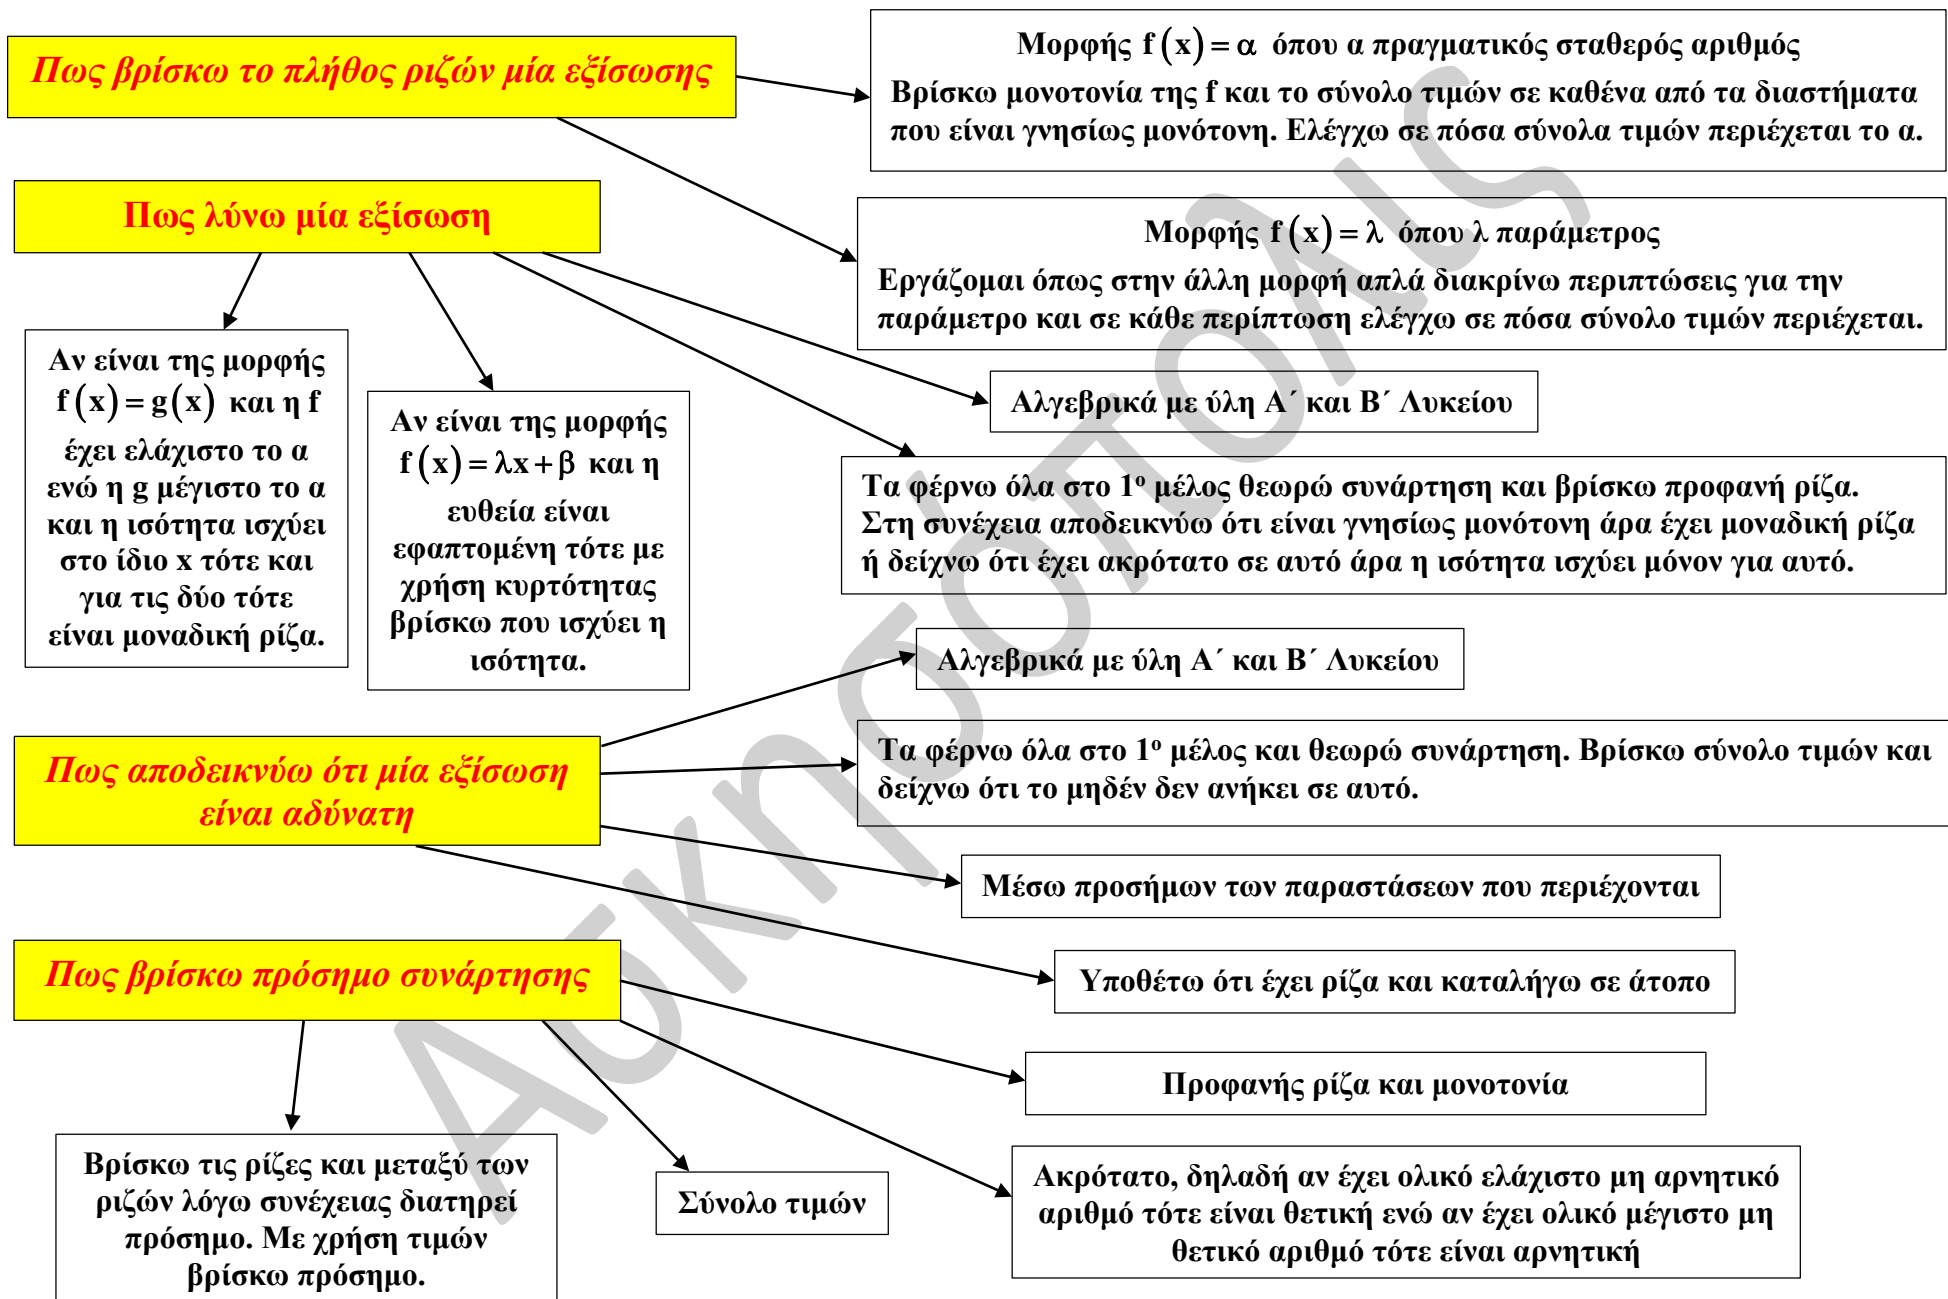 Πως βρίσκω το πλήθος ριζών μία εξίσωσης
Μορφής f(x)=α όπου α πραγματικός σταθερός αριθμός
Βρίσκω μονοτονία της f και το σύνολο τιμών σε καθένα από τα διαστήματα
που είναι γνησίως μονότονη. Ελέγχω σε πόσα σύνολα τιμών περιέχεται το α.
Μορφής f(x)=λ όπου λ παράμετρος
Εργάζομαι όπως στην άλλη μορφή απλά διακρίνω περιπτώσεις για την
παράμετρο και σε κάθε περίπτωση ελέγχω σε πόσα σύνολο τιμών περιέχεται.
Πως λύνω μία εξίσωση
Αν είναι της μορφής
f(x)=g(x) και η f
έχει ελάχιστο το α
ενώ η g μέγιστο το α
και η ισότητα ισχύει
στο ίδιο x τότε και
για τις δύο τότε
είναι μοναδική ρίζα.
Αν είναι της μορφής
f(x)=λx+β και η
ευθεία είναι
εφαπτομένη τότε με
χρήση κυρτότητας
βρίσκω που ισχύει η
ισότητα.
Αλγεβρικά με ύλη Α΄ και Β΄ Λυκείου
Τα φέρνω όλα στο 1ο μέλος θεωρώ συνάρτηση και βρίσκω προφανή ρίζα.
Στη συνέχεια αποδεικνύω ότι είναι γνησίως μονότονη άρα έχει μοναδική ρίζα
ή δείχνω ότι έχει ακρότατο σε αυτό άρα η ισότητα ισχύει μόνον για αυτό.
Πως αποδεικνύω ότι μία εξίσωση
είναι αδύνατη
Αλγεβρικά με ύλη Α΄ και Β΄ Λυκείου
Τα φέρνω όλα στο 1ο μέλος και θεωρώ συνάρτηση. Βρίσκω σύνολο τιμών και
δείχνω ότι το μηδέν δεν ανήκει σε αυτό.
Μέσω προσήμων των παραστάσεων που περιέχονται
Υποθέτω ότι έχει ρίζα και καταλήγω σε άτοπο
Πως βρίσκω πρόσημο συνάρτησης
Προφανής ρίζα και μονοτονία
Βρίσκω τις ρίζες και μεταξύ των
ριζών λόγω συνέχειας διατηρεί
πρόσημο. Με χρήση τιμών
βρίσκω πρόσημο.
Σύνολο τιμών
Ακρότατο, δηλαδή αν έχει ολικό ελάχιστο μη αρνητικό
αριθμό τότε είναι θετική ενώ αν έχει ολικό μέγιστο μη
θετικό αριθμό τότε είναι αρνητική
Ασκησόπολις